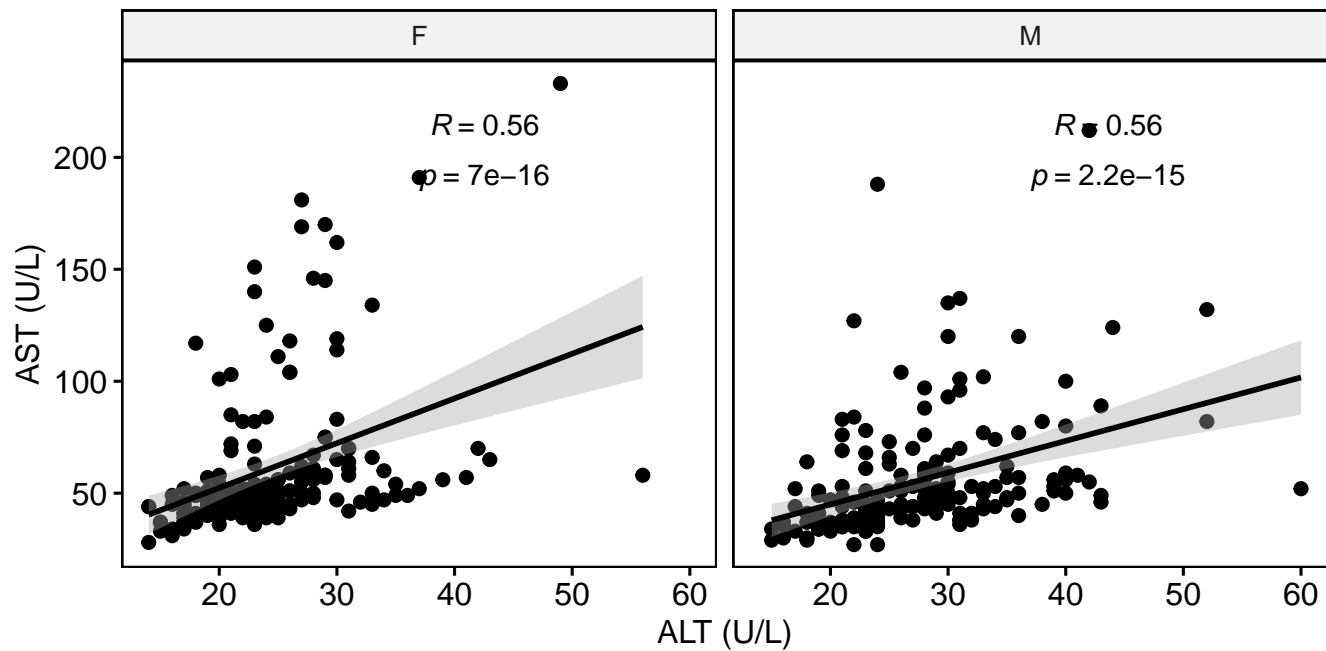 F
M
R = 0.56
p = 7e−16
R = 0.56
p = 2.2e−15
AST (U/L)
200
150
100
50
20 30 40 50 60
20 30 40 50 60
ALT (U/L)